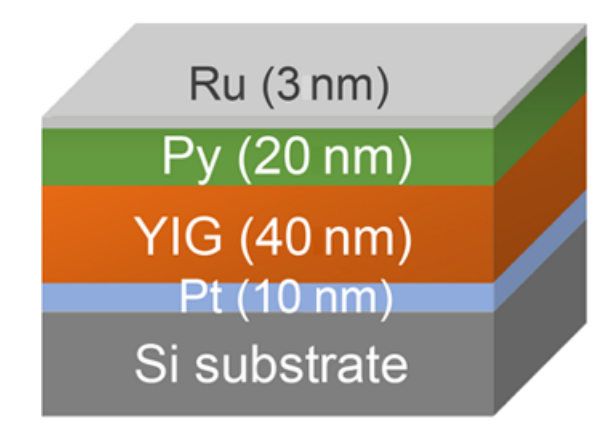 Ru (3 nm)
Py (20 nm)
YIG (40 nm)
Pt (10 nm)
Si substrate